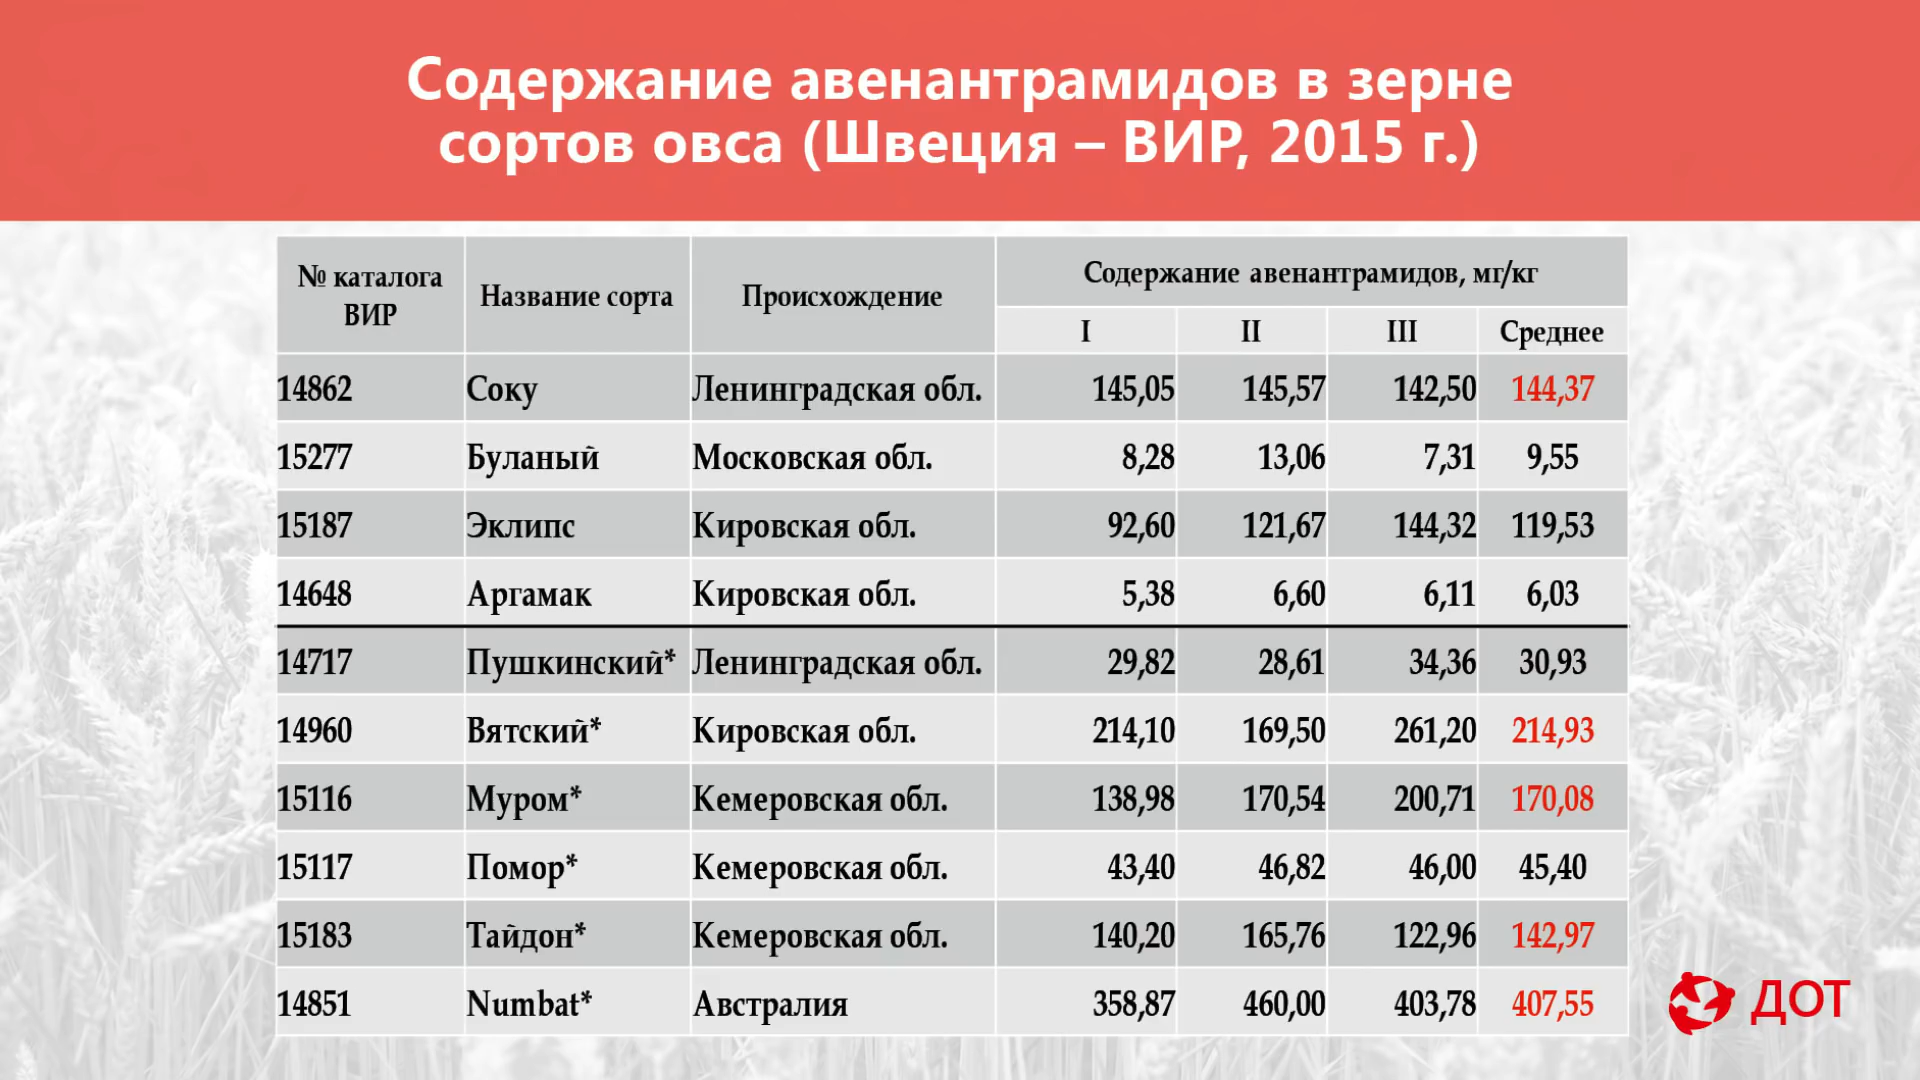 Содержание авенантрамидов в зерне
сортов овса (Швеция – ВИР, 2015 г.)
№ каталога ВИР Название сорта Происхождение Содержание авенантрамидов, мг/кг
I II III Среднее
14862 Соку Ленинградская обл. 145,05 145,57 142,50 144,37
15277 Буланый Московская обл. 8,28 13,06 7,31 9,55
15187 Эклипс Кировская обл. 92,60 121,67 144,32 119,53
14648 Аргамак Кировская обл. 5,38 6,60 6,11 6,03
14717 Пушкинский* Ленинградская обл. 29,82 28,61 34,36 30,93
14960 Вятский* Кировская обл. 214,10 169,50 261,20 214,93
15116 Муром* Кемеровская обл. 138,98 170,54 200,71 170,08
15117 Помор* Кемеровская обл. 43,40 46,82 46,00 45,40
15183 Тайдон* Кемеровская обл. 140,20 165,76 122,96 142,97
14851 Numbat* Австралия 358,87 460,00 403,78 407,55
ДОТ